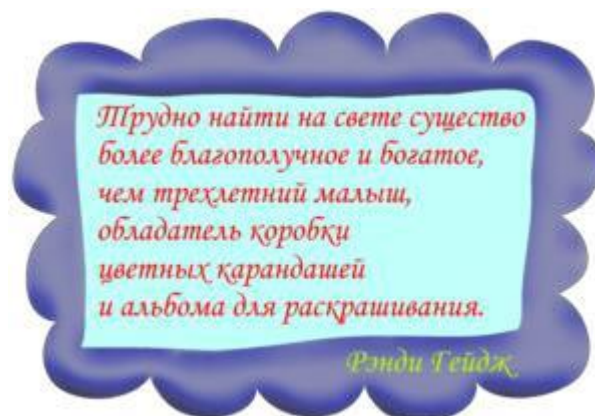 Трудно найти на свете существо
более благополучное и богатое,
чем трехлетний малыш,
обладатель коробки
цветных карандашей
и альбома для раскрашивания.
Рэнди Гейдж